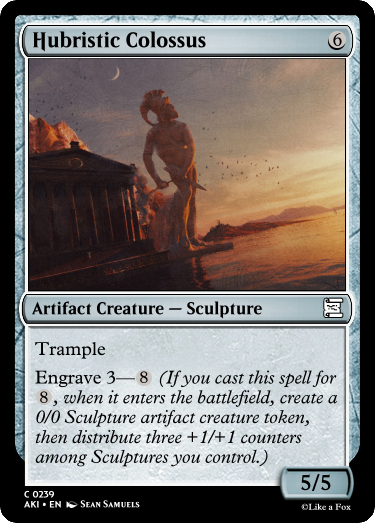 Hubristic Colossus 6
Artifact Creature — Sculpture
Trample
Engrave 3—8 (If you cast this spell for
8, when it enters the battlefield, create a
0/0 Sculpture artifact creature token,
then distribute three +1/+1 counters
among Sculptures you control.)
5/5
C 0239
AKI • EN Sean Samuels
©Like a Fox